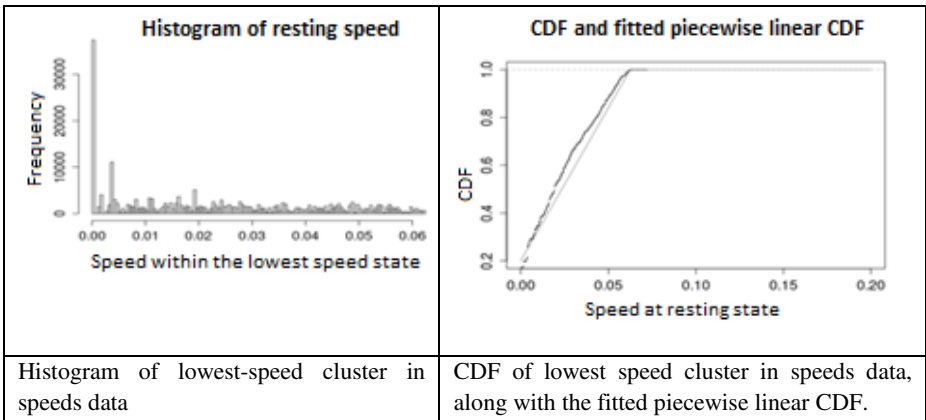 Histogram of resting speed
30000
20000
10000
0
Frequency
0.00 0.01 0.02 0.03 0.04 0.05 0.06
Speed within the lowest speed state
CDF and fitted piecewise linear CDF
1.0
0.8
0.6
0.4
0.2
CDF
0.00 0.05 0.10 0.15 0.20
Speed at resting state
Histogram of lowest-speed cluster in
speeds data
CDF of lowest speed cluster in speeds data,
along with the fitted piecewise linear CDF.